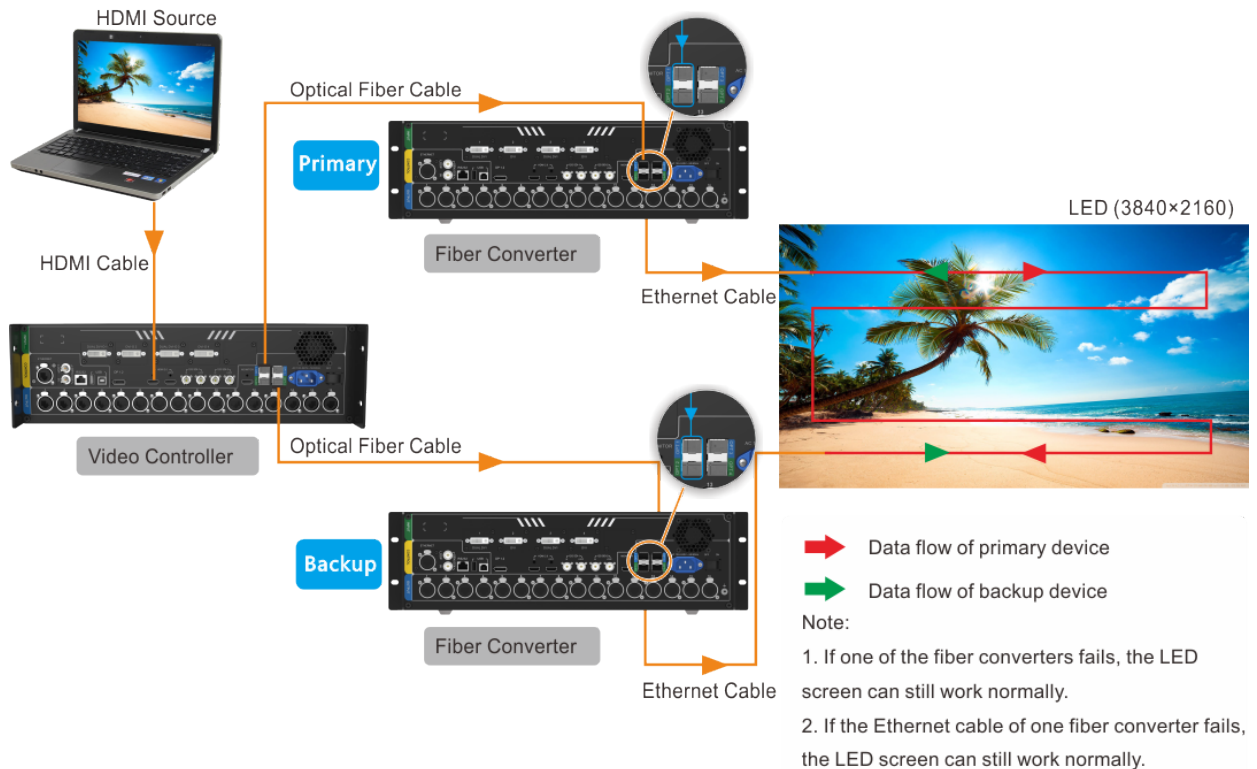 HDMI Source
Optical Fiber Cable
Primary
LED (3840×2160)
HDMI Cable
Fiber Converter
Ethernet Cable
Optical Fiber Cable
Video Controller
Backup
Data flow of primary device
Data flow of backup device
Fiber Converter
Note:
1. If one of the fiber converters fails, the LED
screen can still work normally.
Ethernet Cable
2. If the Ethernet cable of one fiber converter fails,
the LED screen can still work normally.